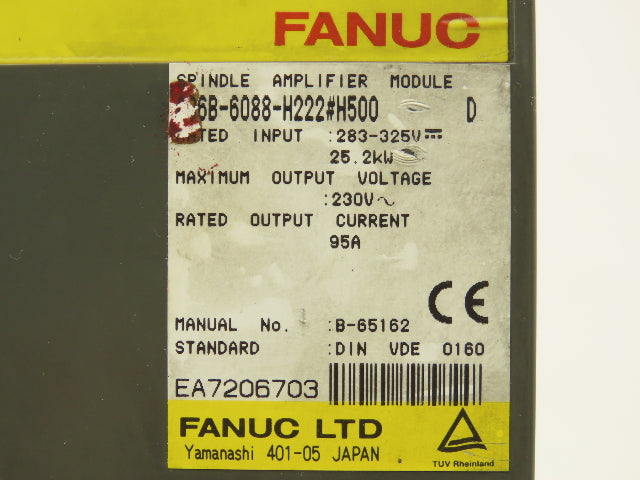 FANUC
SPINDLE AMPLIFIER MODULE
6B-6088-H222#H500 D
RATED INPUT :283-325V⎓
25.2kW
MAXIMUM OUTPUT VOLTAGE
:230V～
RATED OUTPUT CURRENT
95A
CE
MANUAL No. :B-65162
STANDARD :DIN VDE 0160
EA7206703
FANUC LTD
Yamanashi 401-05 JAPAN
TUV Rheinland